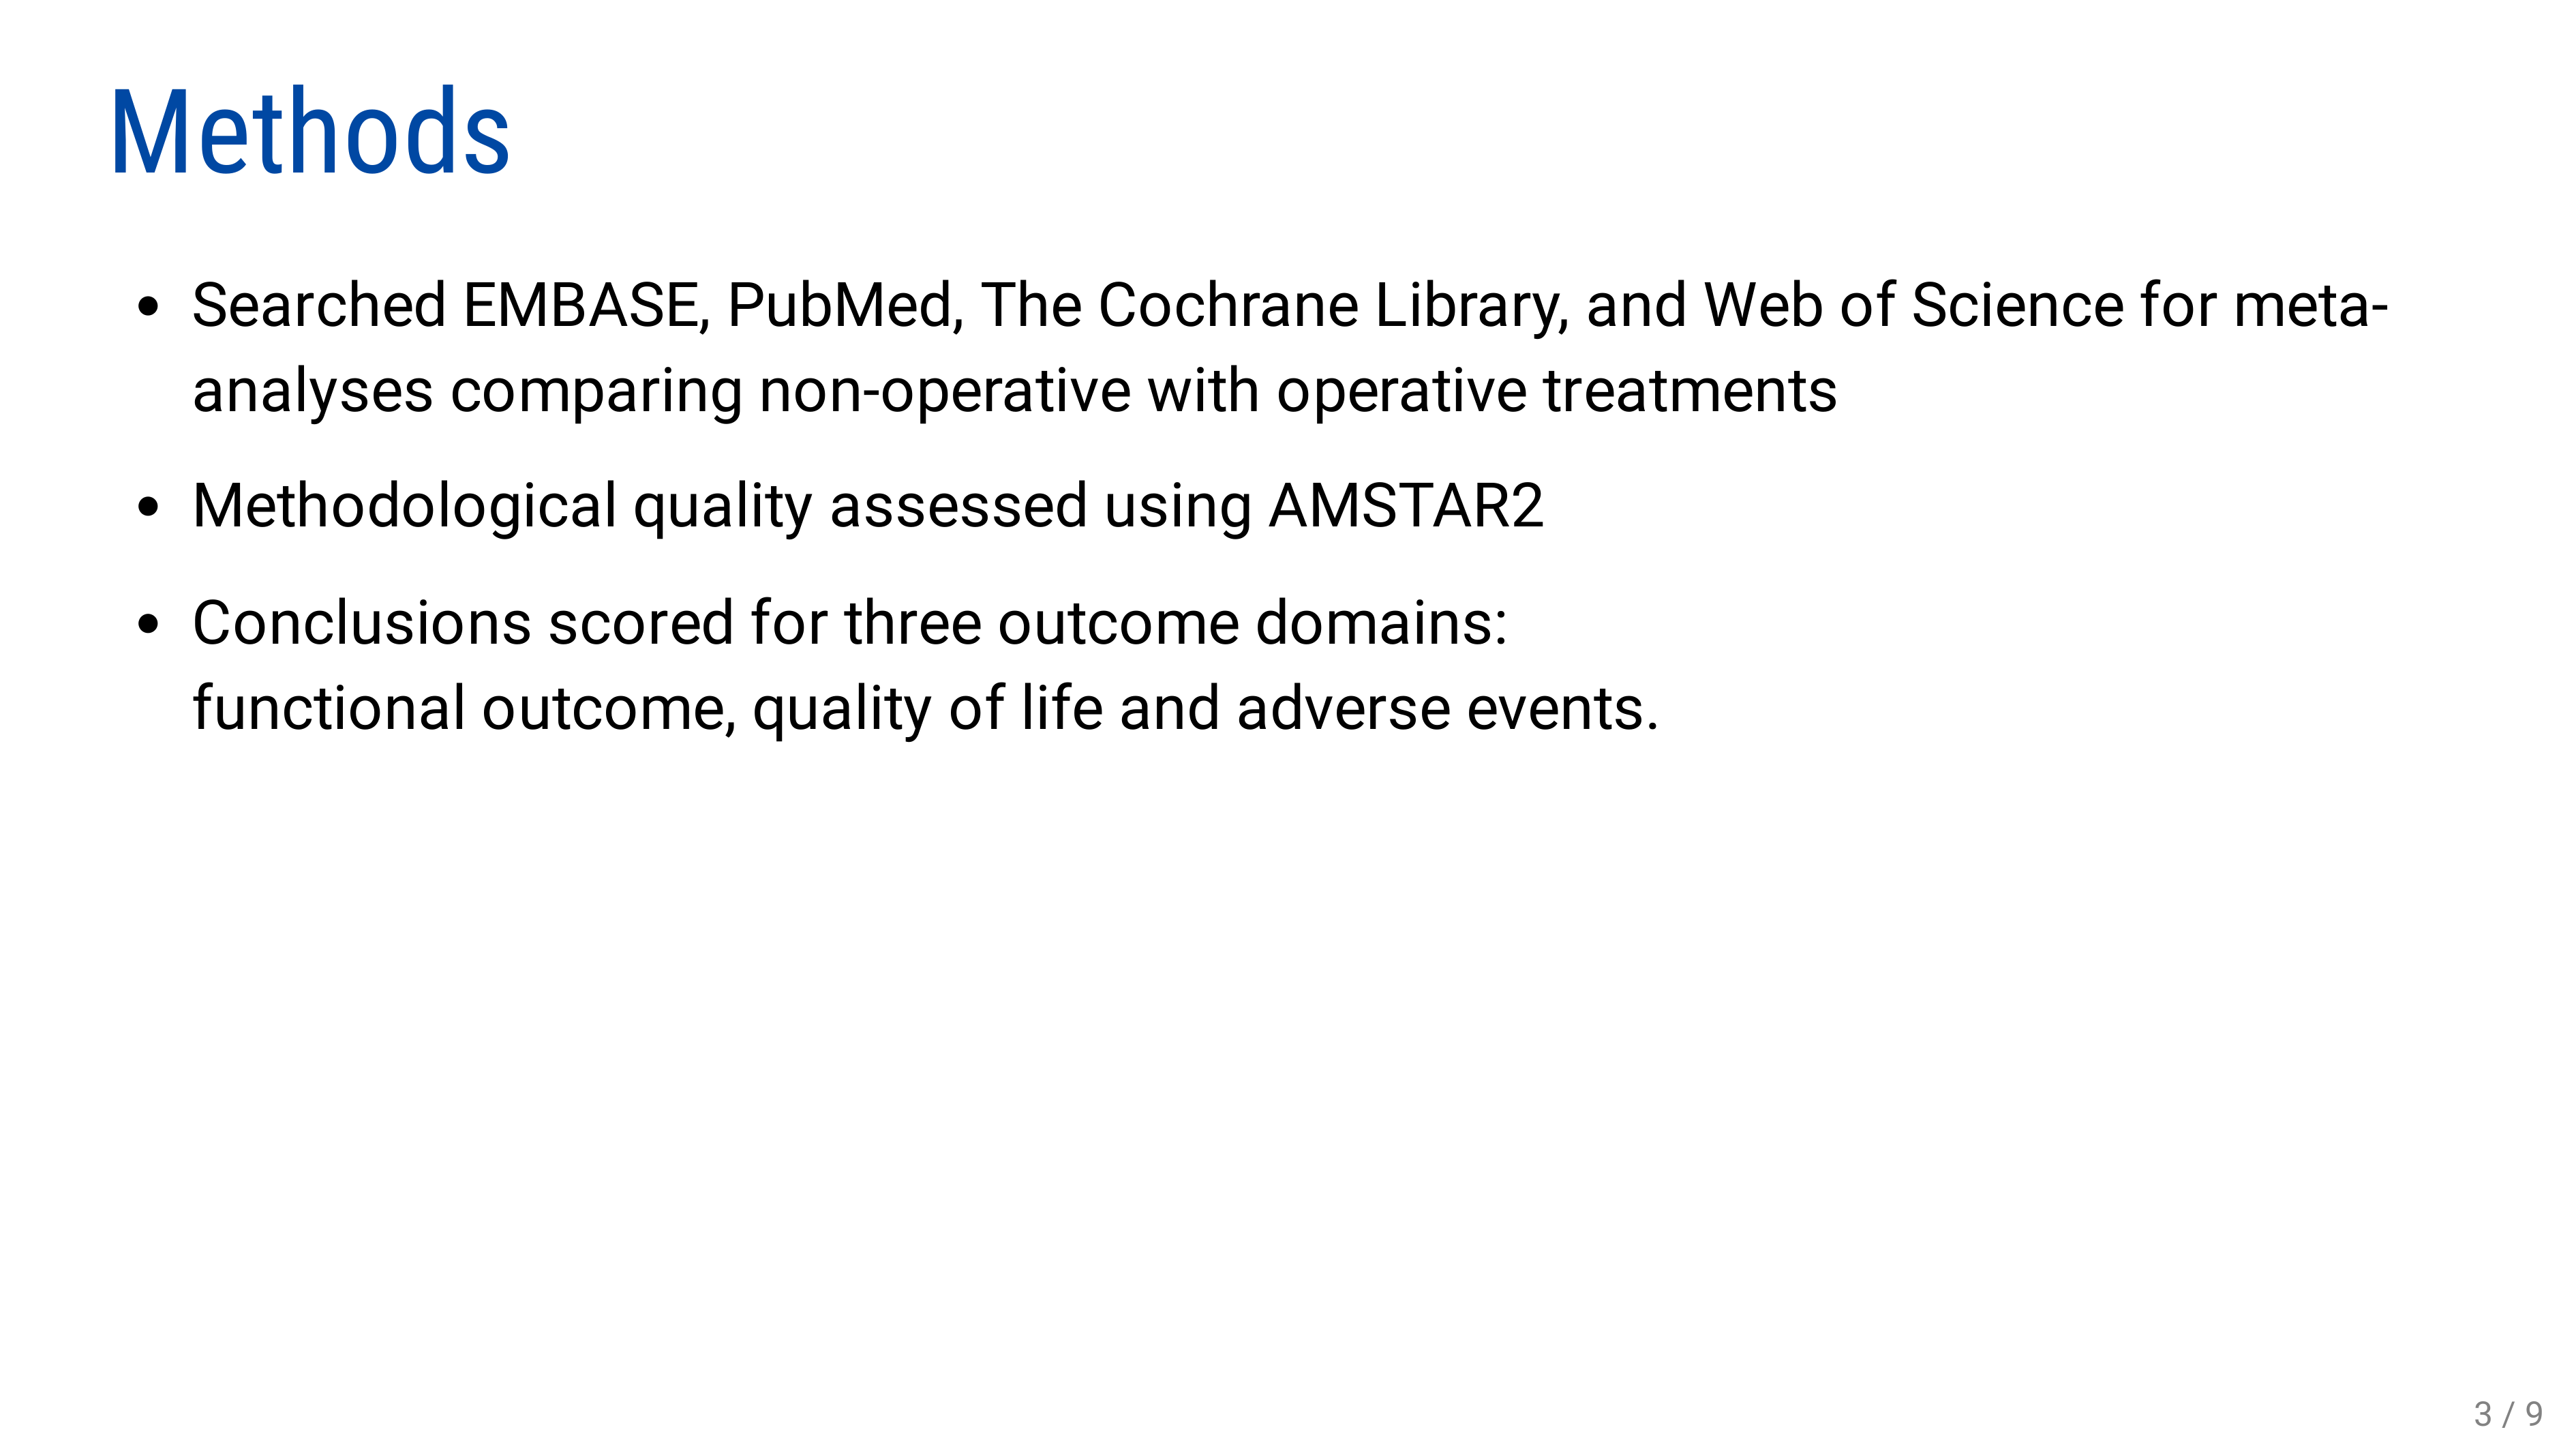 Methods
• Searched EMBASE, PubMed, The Cochrane Library, and Web of Science for meta-
analyses comparing non-operative with operative treatments
• Methodological quality assessed using AMSTAR2
• Conclusions scored for three outcome domains:
functional outcome, quality of life and adverse events.
3 / 9